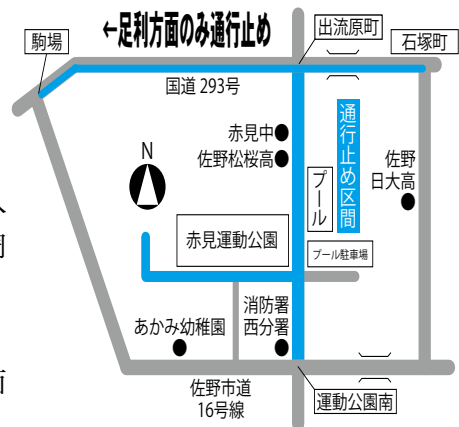 ←足利方面のみ通行止め
駒場
出流原町
石塚町
国道 293号
赤見中
佐野松桜高
N
プール
通行止め区間
佐野
日大高
赤見運動公園
プール駐車場
消防署
西分署
あかみ幼稚園
佐野市道
16号線
運動公園南